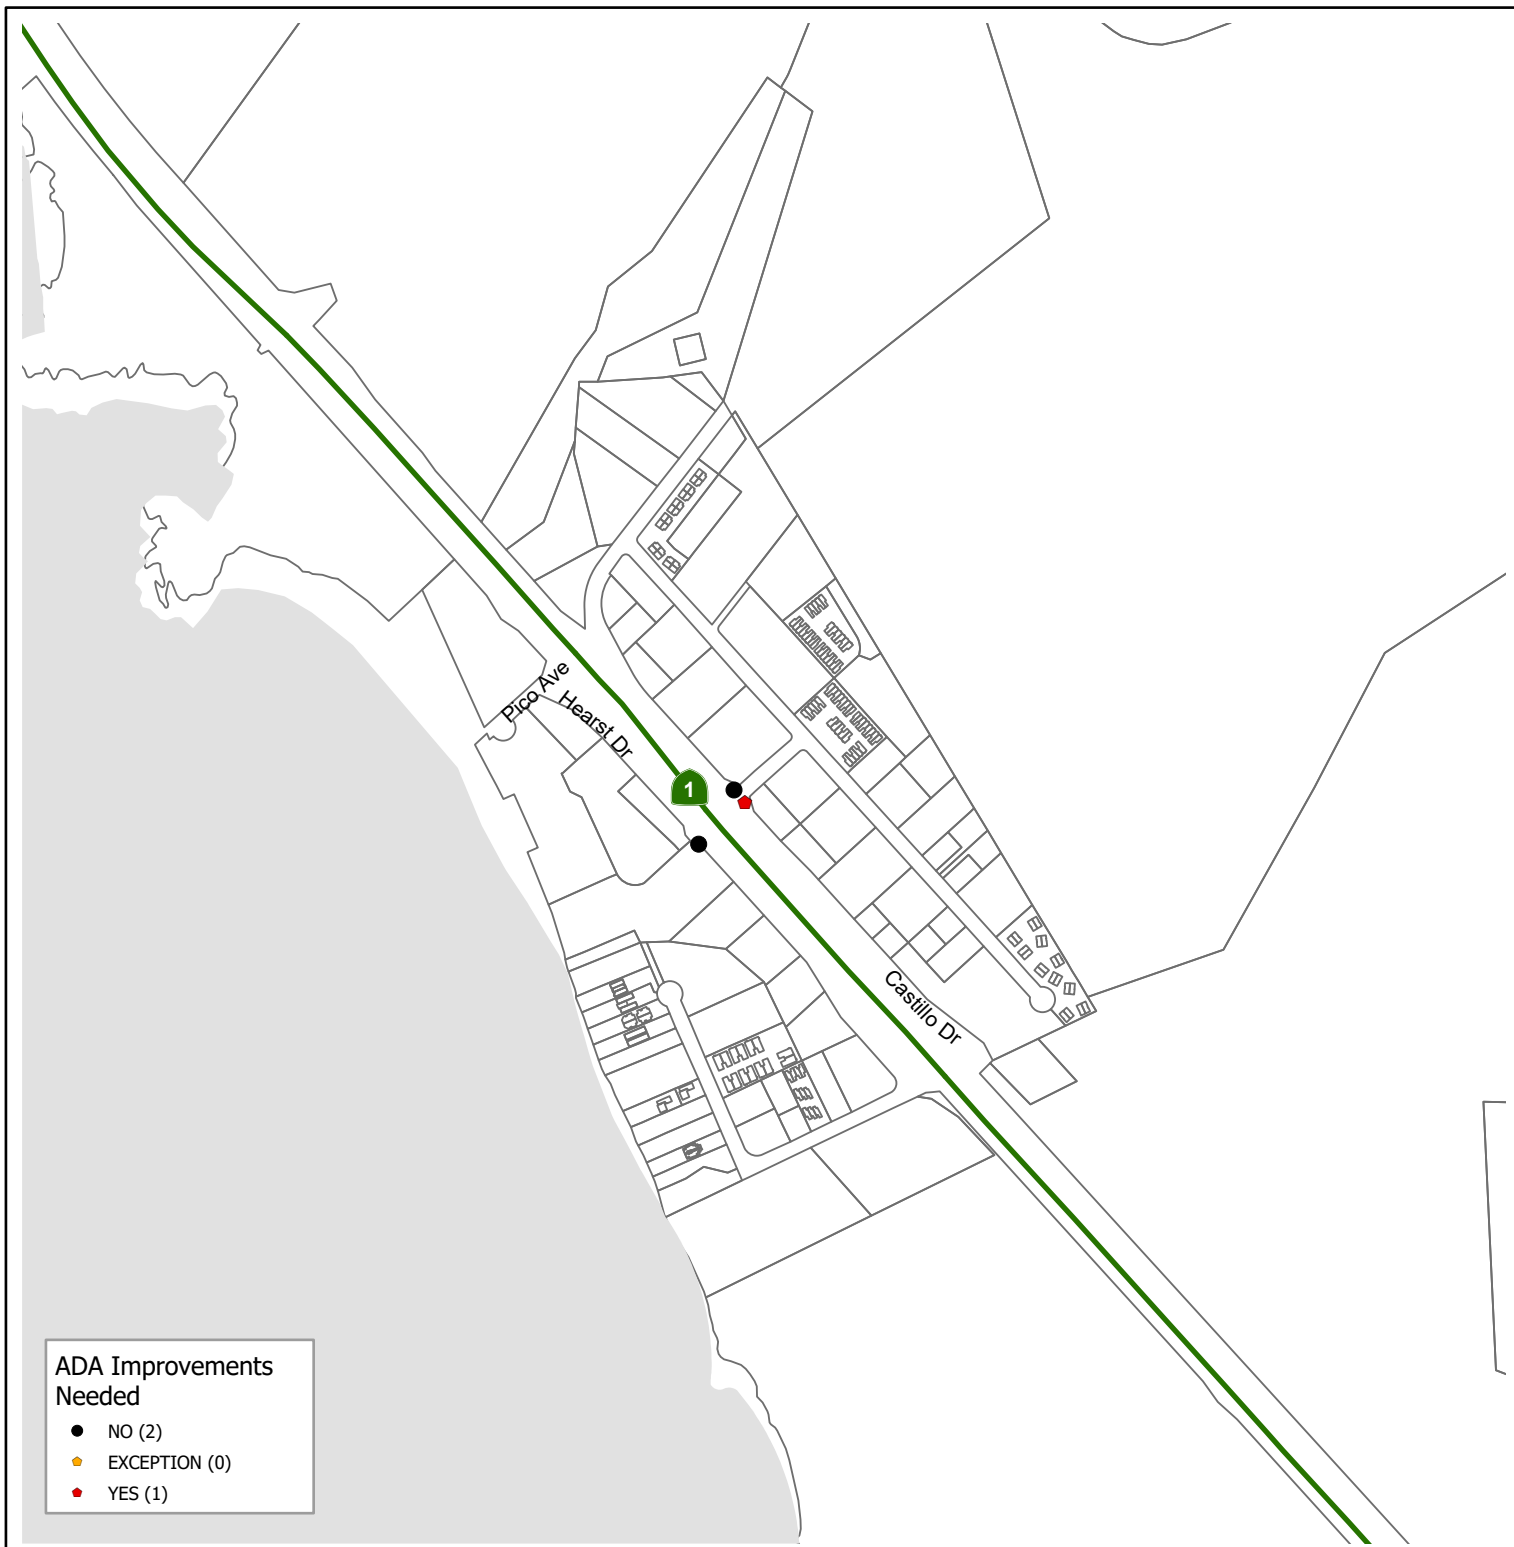 Pico Ave
Hearst Dr
1
Castillo Dr
ADA Improvements
Needed
NO (2)
EXCEPTION (0)
YES (1)